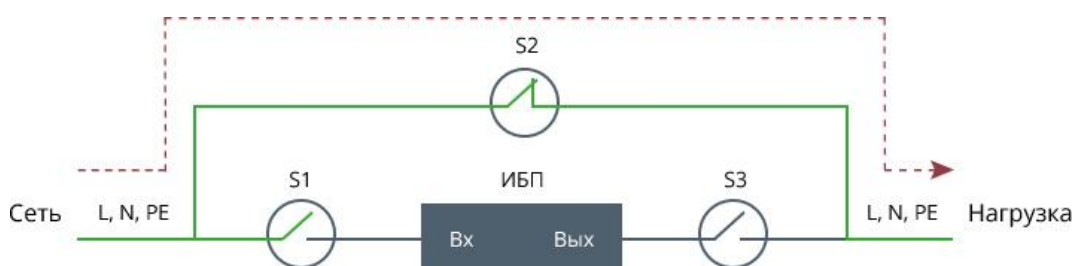 S2
S1
ИБП
S3
Сеть
L, N, PE
Вх
Вых
L, N, PE
Нагрузка